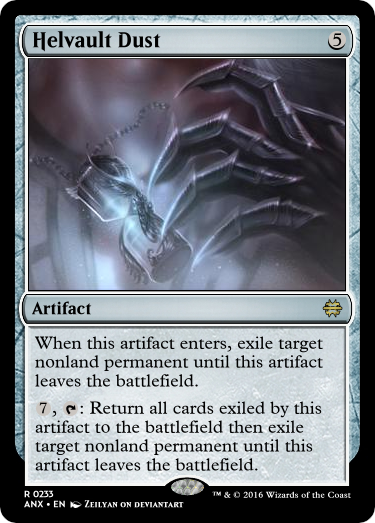 Helvault Dust 5
Artifact
When this artifact enters, exile target
nonland permanent until this artifact
leaves the battlefield.
7, : Return all cards exiled by this
artifact to the battlefield then exile
target nonland permanent until this
artifact leaves the battlefield.
R 0233
ANX • EN Zeilyan on deviantart
™ & © 2016 Wizards of the Coast